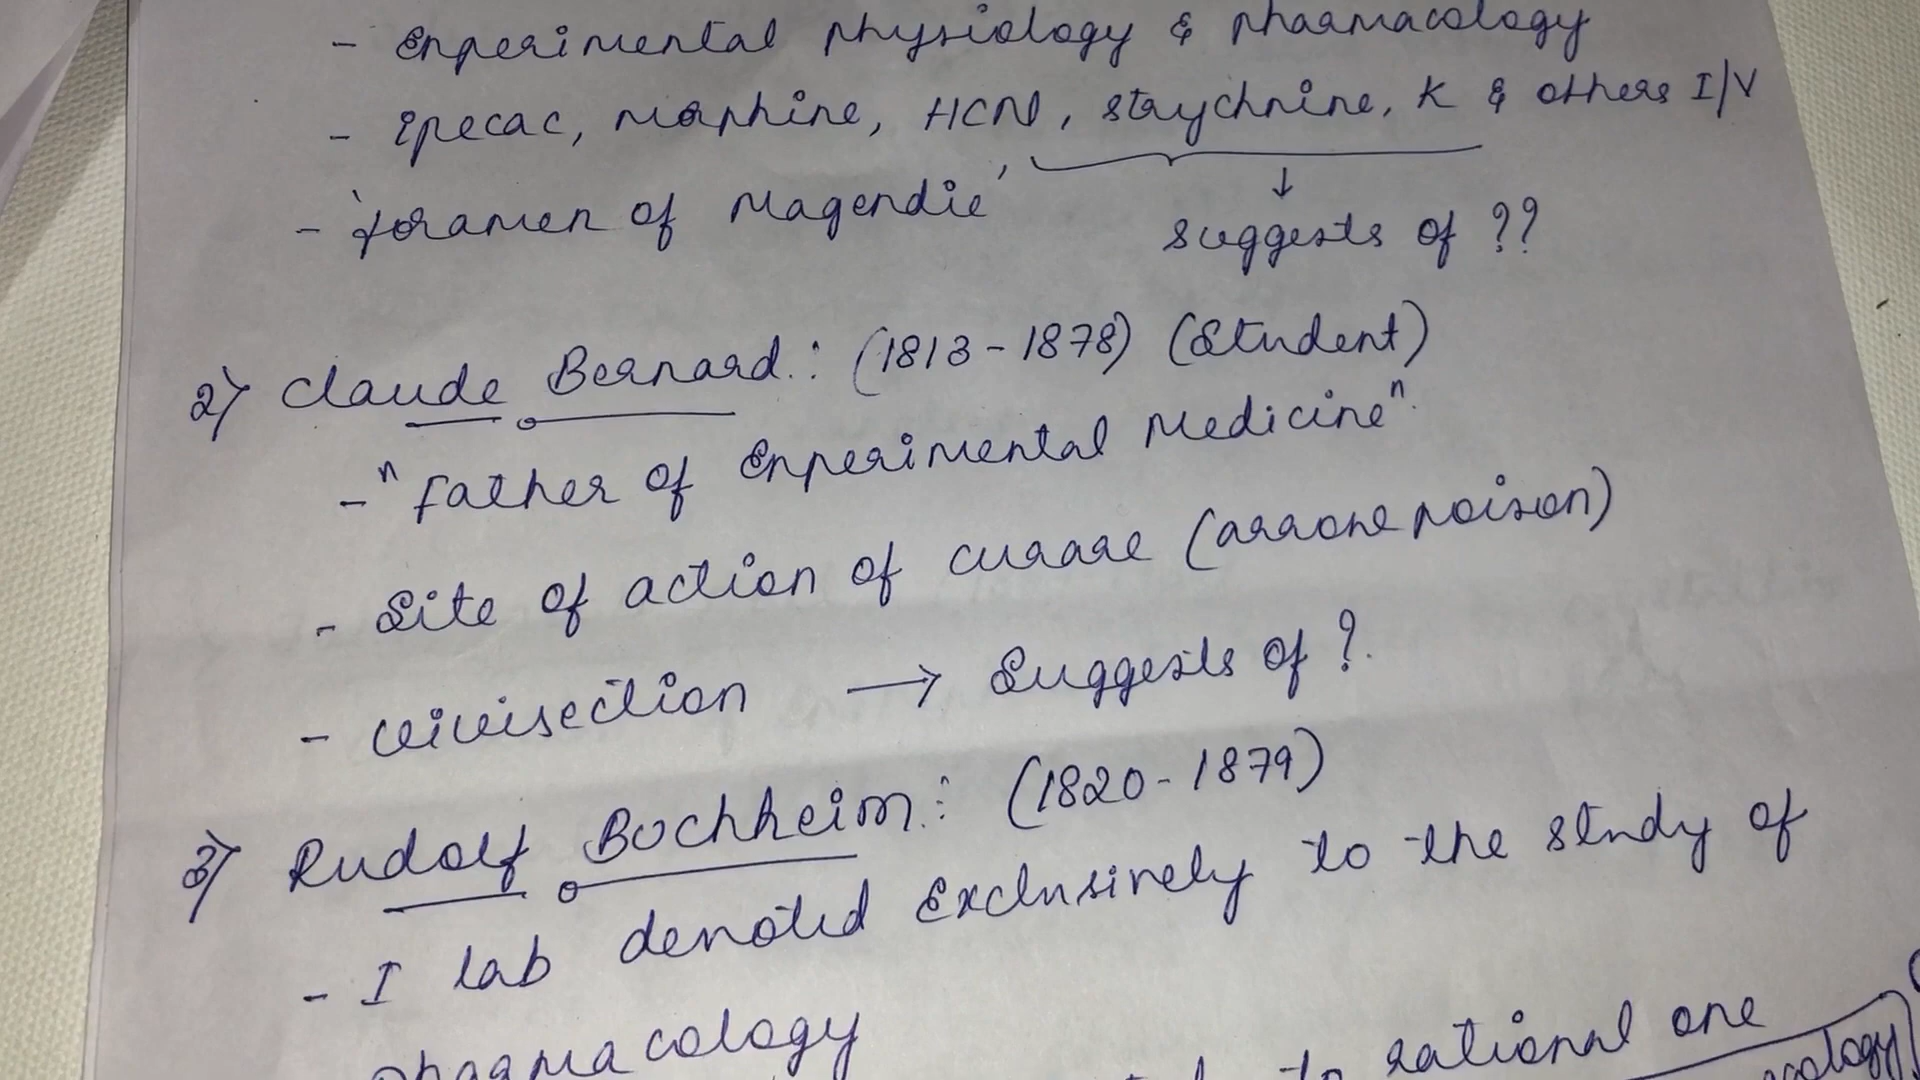 - Experimental physiology & pharmacology
- Ipecac, morphine, HCN, strychnine, K & others I/V
- 'foramen of Magendie'
↓
suggests of ??
2) Claude Bernard: (1813-1878) (Student)
- "Father of Experimental Medicine".
- Site of action of curare (arrow poison)
- vivisection → Suggests of ?.
3) Rudolf Buchheim: (1820-1879)
- I lab devoted exclusively to the study of
pharmacology
to rational one